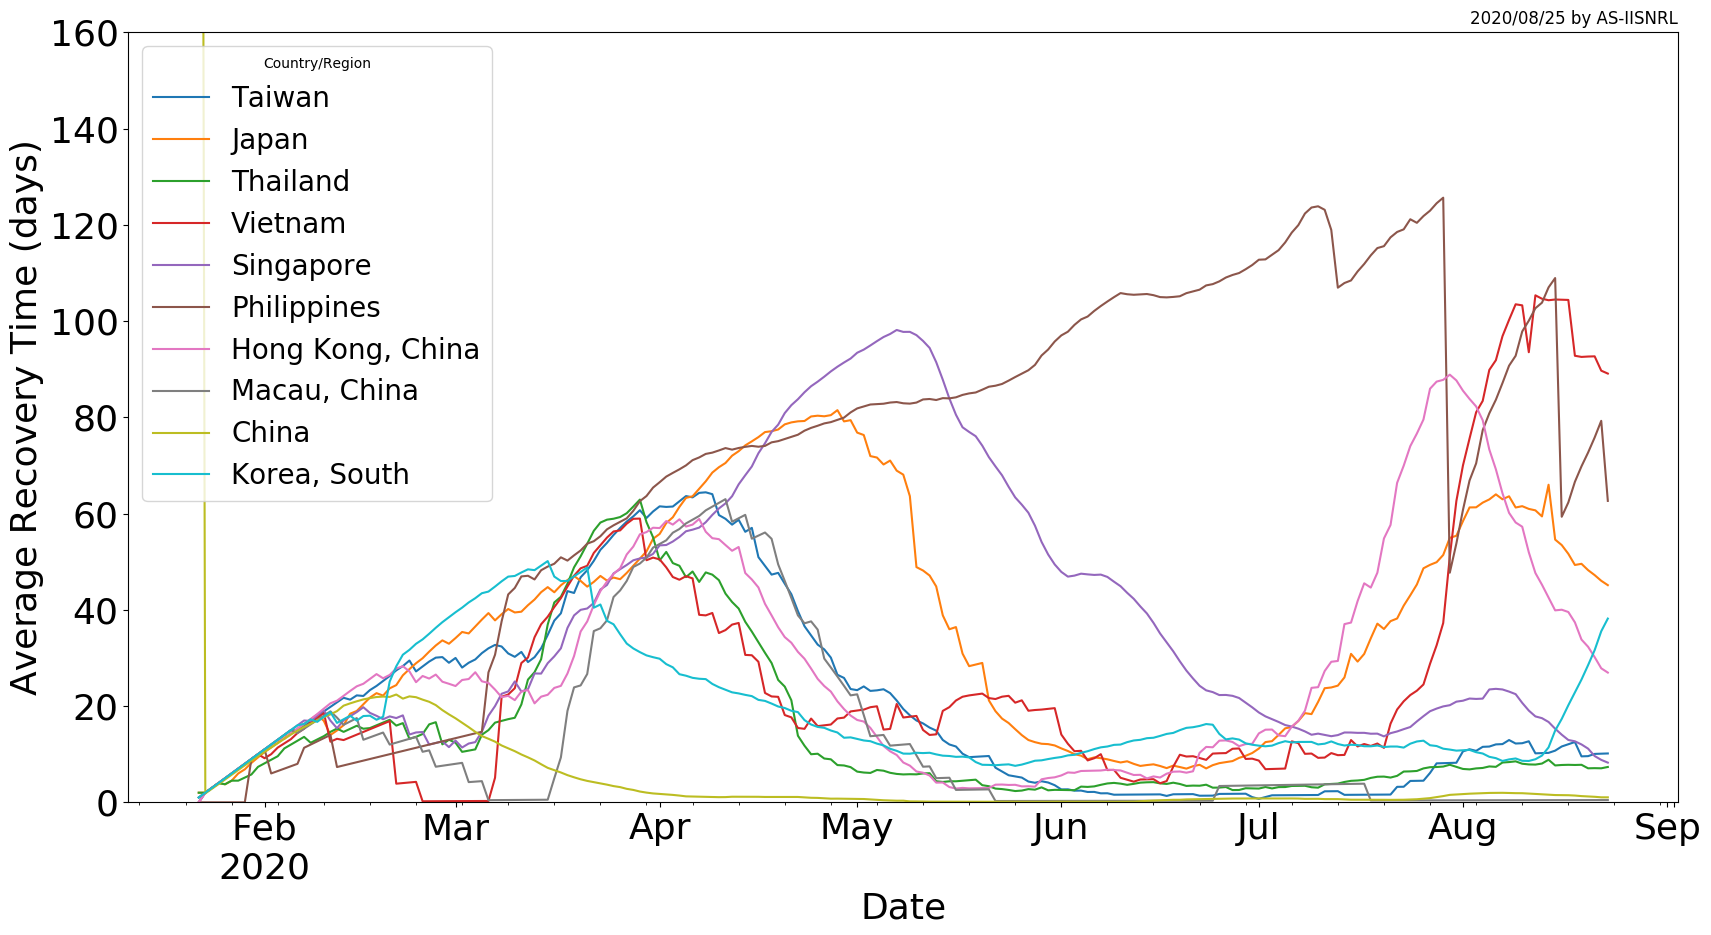 2020/08/25 by AS-IISNRL
Average Recovery Time (days)
160
140
120
100
80
60
40
20
0
Country/Region
Taiwan
Japan
Thailand
Vietnam
Singapore
Philippines
Hong Kong, China
Macau, China
China
Korea, South
Feb Mar Apr May Jun Jul Aug Sep
2020
Date